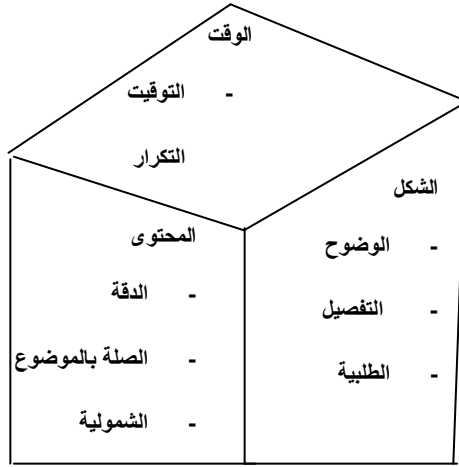 الوقت
- التوقيت
التكرار
الشكل
- الوضوح
- التفصيل
- الطلبية
المحتوى
- الدقة
- الصلة بالموضوع
- الشمولية